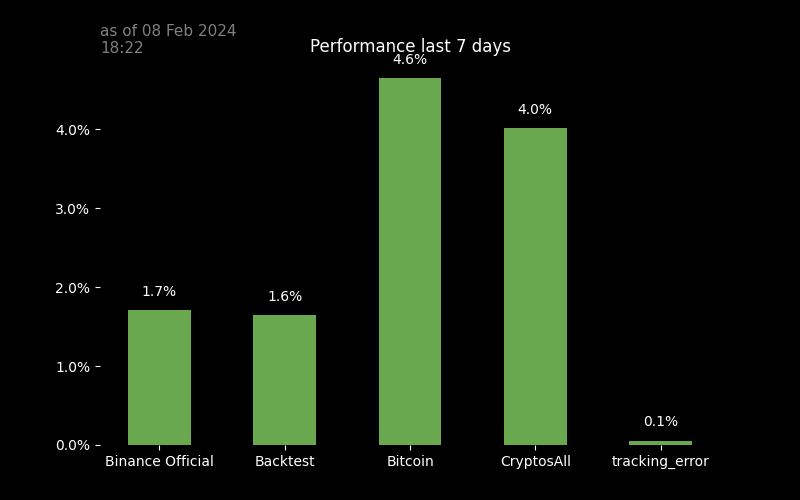 as of 08 Feb 2024
18:22
Performance last 7 days
4.6%
4.0%
4.0%
3.0%
2.0%
1.7%
1.6%
1.0%
0.1%
0.0%
Binance Official
Backtest
Bitcoin
CryptosAll
tracking_error